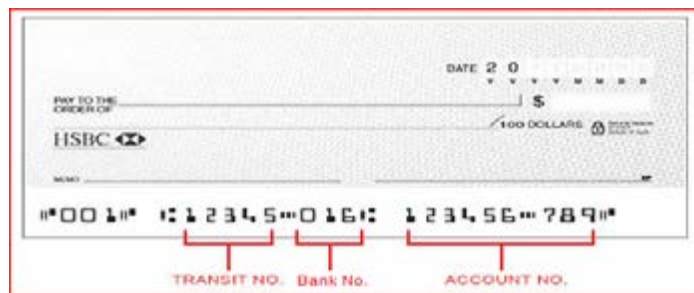 DATE 2 0
Y Y Y Y M M D D
PAY TO THE
ORDER OF
$
/100 DOLLARS
HSBC
MEMO
⑈001⑈ ⑆12345⑉016⑆ 123456⑉789⑈
TRANSIT NO. Bank No. ACCOUNT NO.